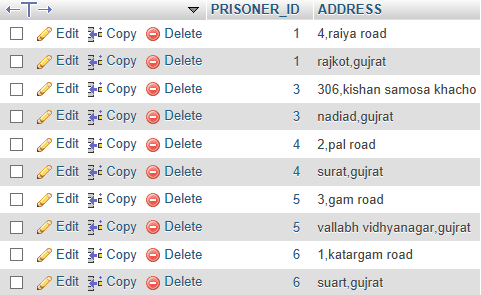 PRISONER_ID ADDRESS
Edit Copy Delete 1 4,raiya road
Edit Copy Delete 1 rajkot,gujrat
Edit Copy Delete 3 306,kishan samosa khacho
Edit Copy Delete 3 nadiad,gujrat
Edit Copy Delete 4 2,pal road
Edit Copy Delete 4 surat,gujrat
Edit Copy Delete 5 3,gam road
Edit Copy Delete 5 vallabh vidhyanagar,gujrat
Edit Copy Delete 6 1,katargam road
Edit Copy Delete 6 suart,gujrat